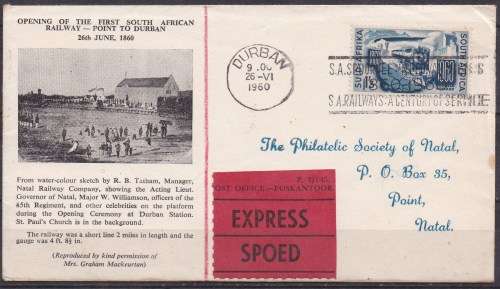 OPENING OF THE FIRST SOUTH AFRICAN
RAILWAY — POINT TO DURBAN
26th JUNE, 1860
From water-colour sketch by R. B. Tatham, Manager,
Natal Railway Company, showing the Acting Lieut.
Governor of Natal, Major W. Williamson, officers of the
45th Regiment, and other celebrities on the platform
during the Opening Ceremony at Durban Station.
St. Paul's Church is in the background.
The railway was a short line 2 miles in length and the
gauge was 4 ft. 8½ in.
(Reproduced by kind permission of
Mrs. Graham Mackeurtan)
DURBAN
26-VI
1960
S.A.
S.A. RAILWAYS: A CENTURY OF SERVICE
SOUTH AFRICA
The Philatelic Society of Natal,
P. O. Box 35,
Point,
Natal.
POST OFFICE—POSKANTOOR
EXPRESS
SPOED